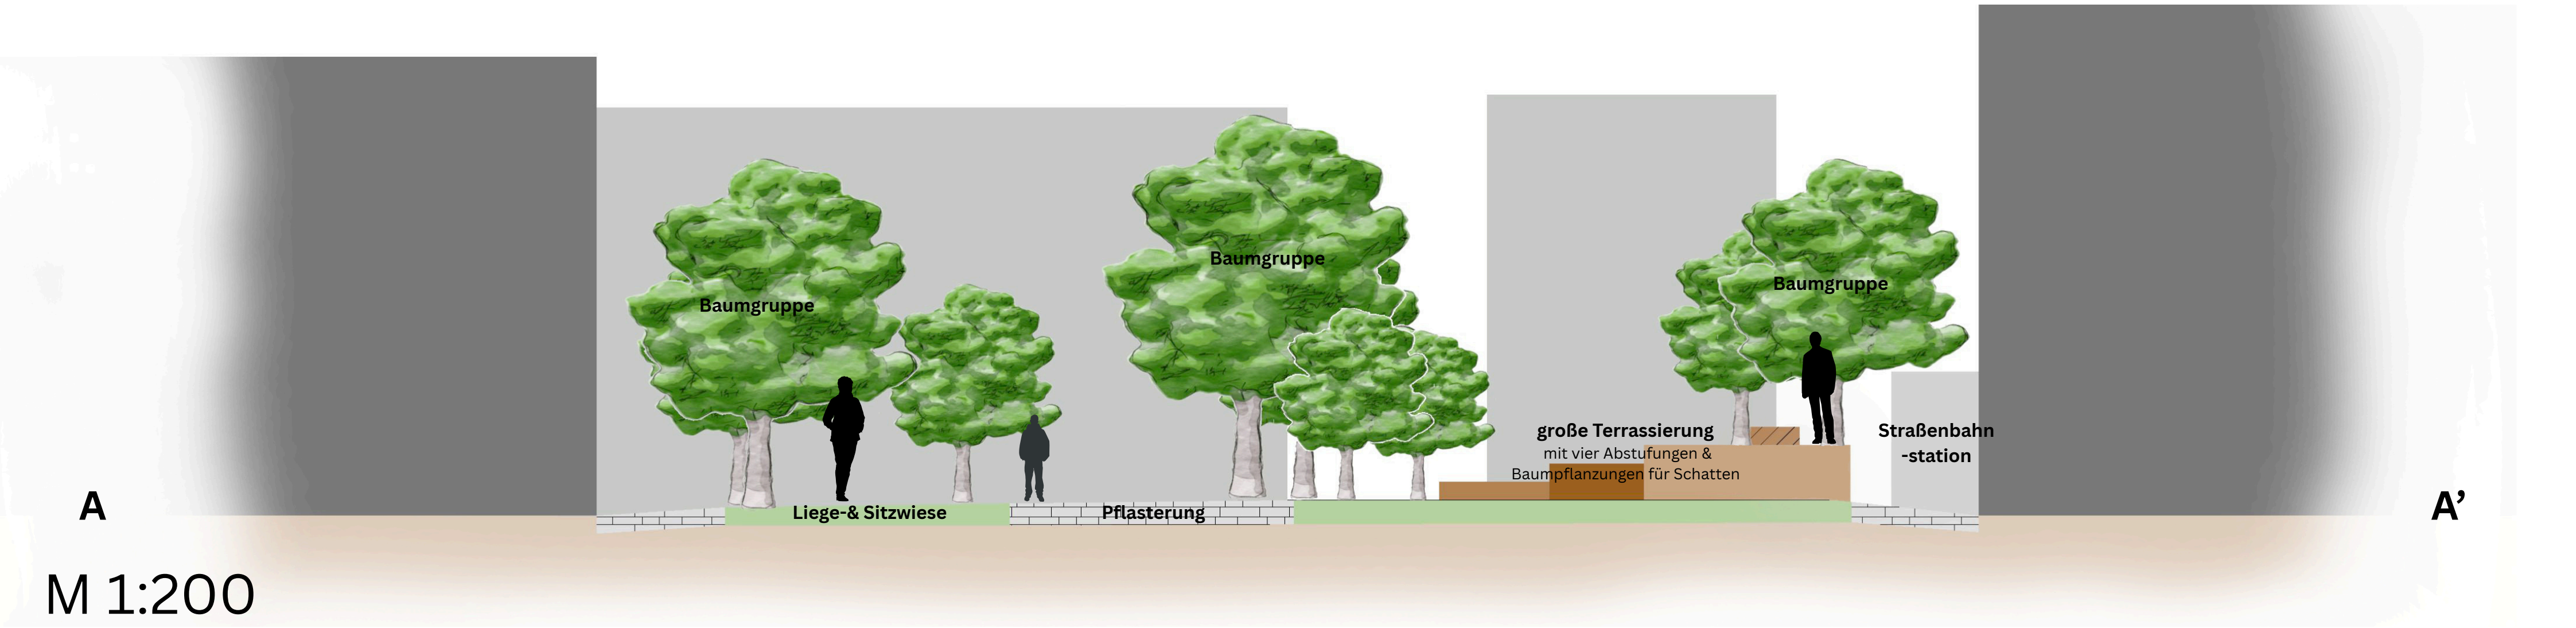 Baumgruppe
Baumgruppe
Baumgruppe
große Terrassierung
mit vier Abstufungen &
Baumpflanzungen für Schatten
Straßenbahn
-station
A
Liege-& Sitzwiese
Pflasterung
A’
M 1:200